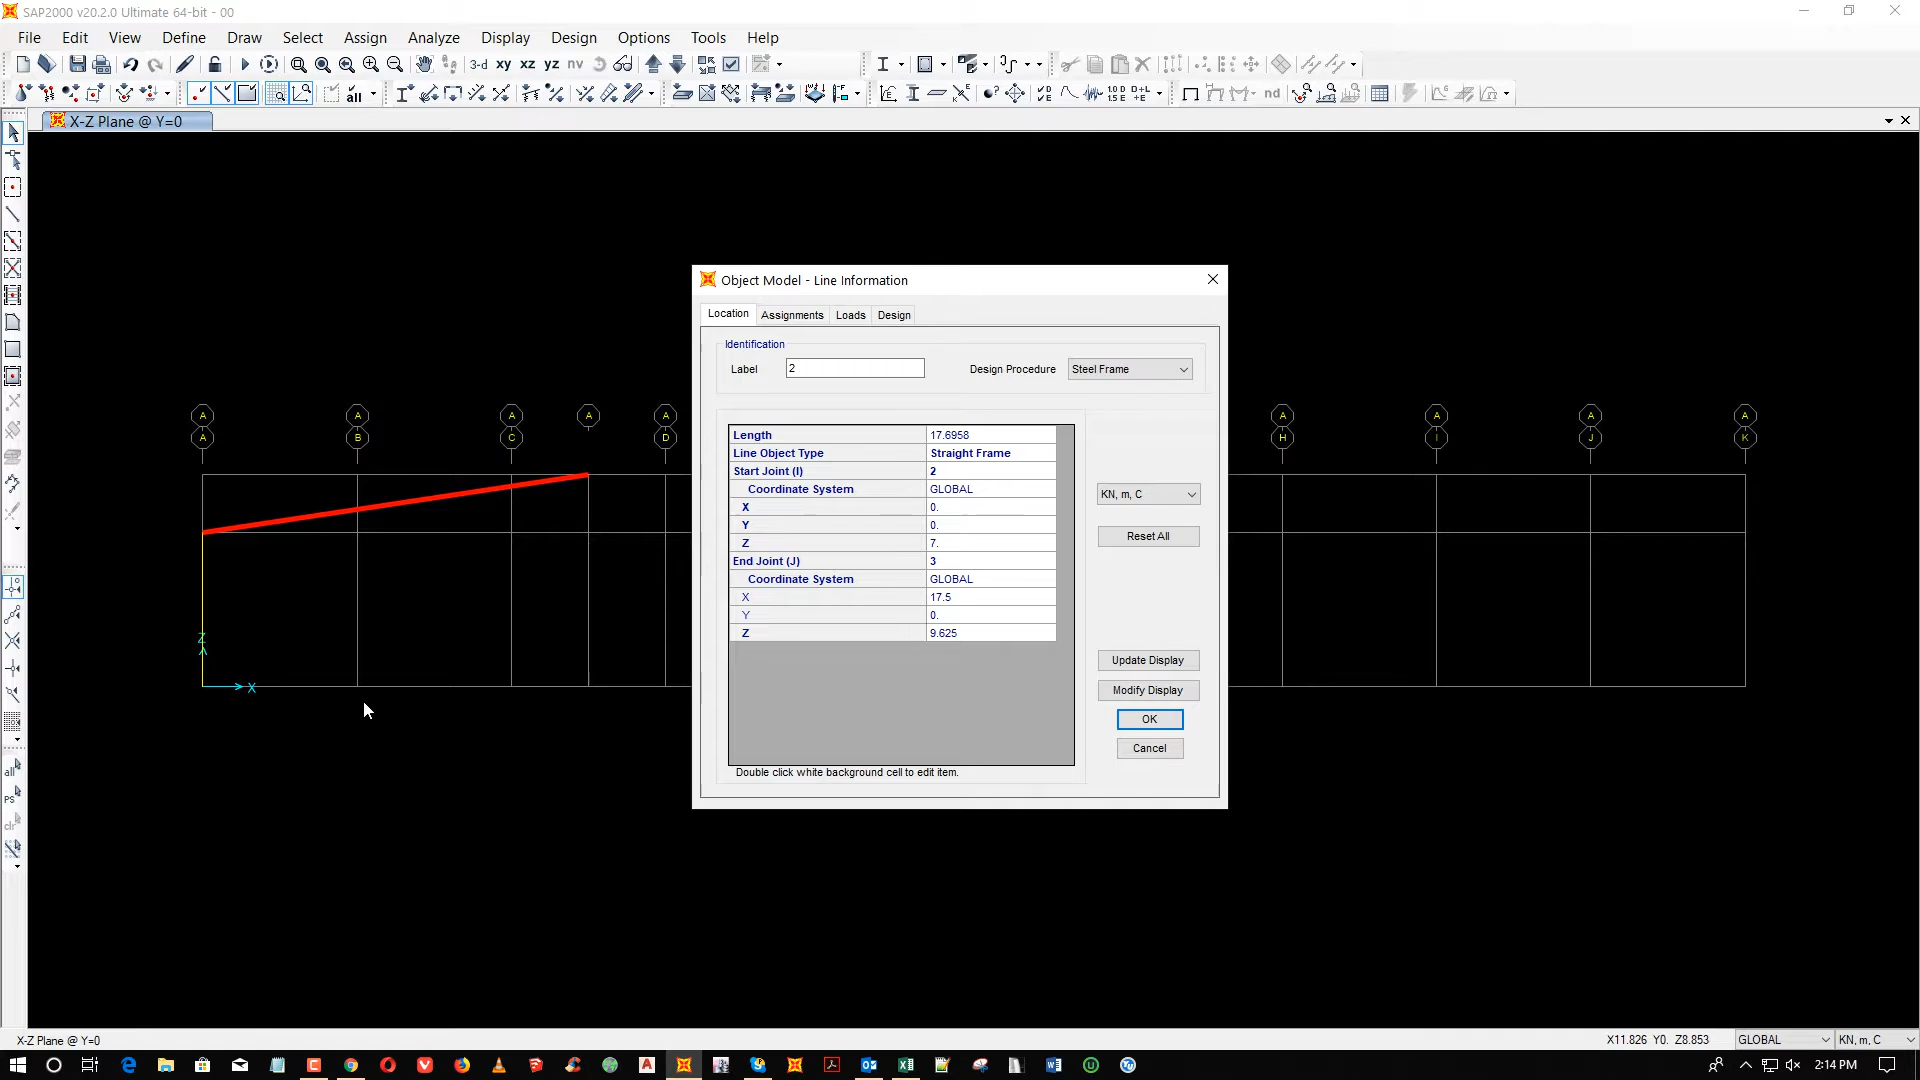 SAP2000 v20.2.0 Ultimate 64-bit - 00
File Edit View Define Draw Select Assign Analyze Display Design Options Tools Help
3-d xy xz yz nv
all
nd
X-Z Plane @ Y=0
Object Model - Line Information
Location Assignments Loads Design
Identification
Label 2 Design Procedure Steel Frame
A A A A A A A A A
A B C D H I J K
Length 17.6958
Line Object Type Straight Frame
Start Joint (I) 2
Coordinate System GLOBAL
X 0.
Y 0.
Z 7.
End Joint (J) 3
Coordinate System GLOBAL
X 17.5
Y 0.
Z 9.625
KN, m, C
Reset All
Update Display
Modify Display
OK
Cancel
Double click white background cell to edit item.
Z
X
all
PS
clr
X-Z Plane @ Y=0 X11.826 Y0. Z8.853 GLOBAL KN, m, C
2:14 PM